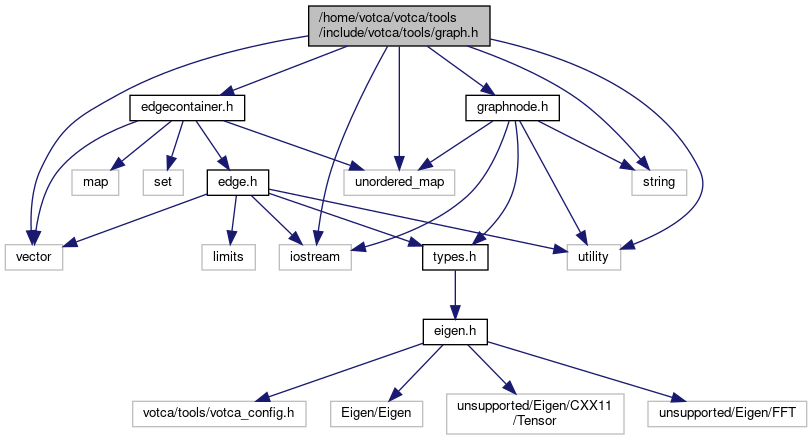 /home/votca/votca/tools
/include/votca/tools/graph.h
edgecontainer.h
graphnode.h
map
set
edge.h
unordered_map
string
vector
limits
iostream
types.h
utility
eigen.h
votca/tools/votca_config.h
Eigen/Eigen
unsupported/Eigen/CXX11
/Tensor
unsupported/Eigen/FFT